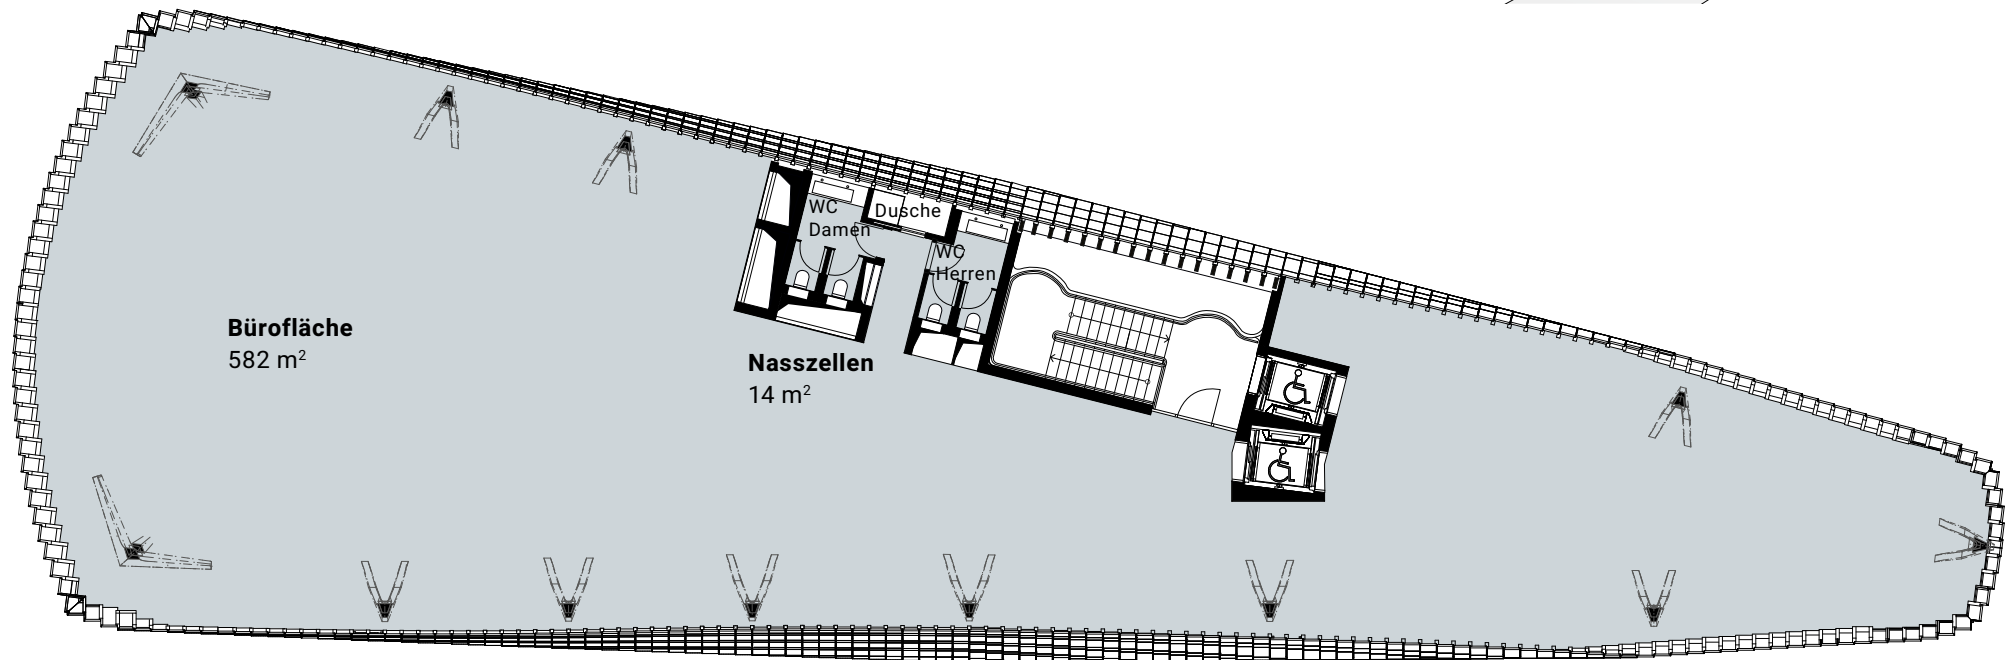 WC
Damen
Dusche
WC
Herren
Bürofläche
582 m²
Nasszellen
14 m²